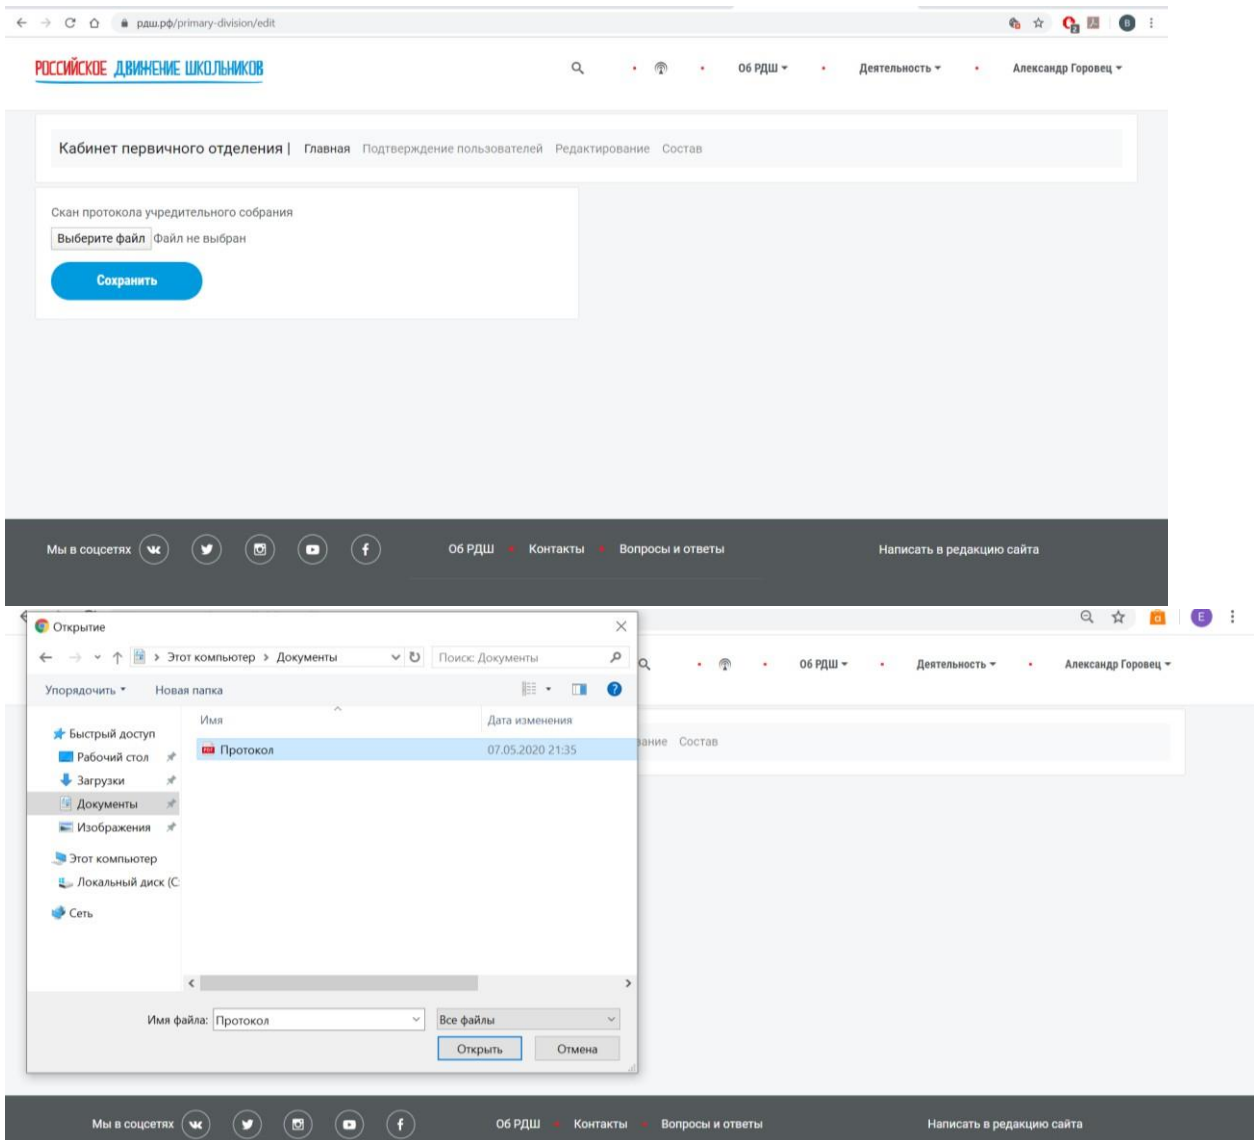 рдш.рф/primary-division/edit
2
В
РОССИЙСКОЕ ДВИЖЕНИЕ ШКОЛЬНИКОВ
Об РДШ
Деятельность
Александр Горовец
Кабинет первичного отделения | Главная Подтверждение пользователей Редактирование Состав
Скан протокола учредительного собрания
Выберите файл Файл не выбран
Сохранить
Мы в соцсетях
Об РДШ Контакты Вопросы и ответы
Написать в редакцию сайта
Открытие
E
Этот компьютер > Документы
Поиск: Документы
Об РДШ
Деятельность
Александр Горовец
Упорядочить
Новая папка
Имя
Дата изменения
Быстрый доступ
Протокол 07.05.2020 21:35
вание Состав
Рабочий стол
Загрузки
Документы
Изображения
Этот компьютер
Локальный диск (C
Сеть
Имя файла: Протокол
Все файлы
Открыть
Отмена
Мы в соцсетях
Об РДШ Контакты Вопросы и ответы
Написать в редакцию сайта